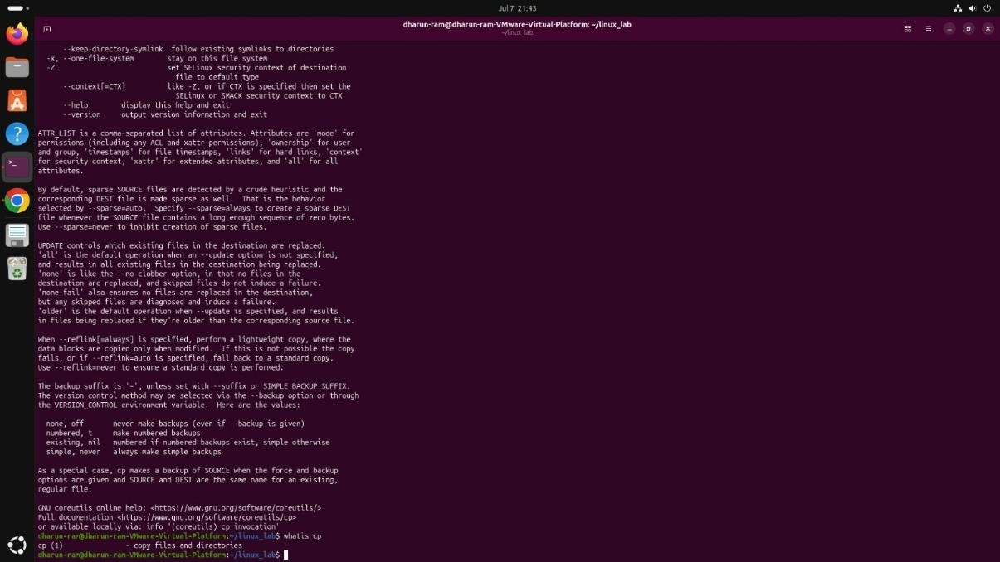 Jul 7 21:43
dharun-ram@dharun-ram-VMware-Virtual-Platform: ~/linux_lab
~/linux_lab
--keep-directory-symlink  follow existing symlinks to directories
-x, --one-file-system        stay on this file system
-Z                           set SELinux security context of destination
file to default type
--context[=CTX]          like -Z, or if CTX is specified then set the
SELinux or SMACK security context to CTX
--help        display this help and exit
--version     output version information and exit
ATTR_LIST is a comma-separated list of attributes. Attributes are 'mode' for
permissions (including any ACL and xattr permissions), 'ownership' for user
and group, 'timestamps' for file timestamps, 'links' for hard links, 'context'
for security context, 'xattr' for extended attributes, and 'all' for all
attributes.
By default, sparse SOURCE files are detected by a crude heuristic and the
corresponding DEST file is made sparse as well.  That is the behavior
selected by --sparse=auto.  Specify --sparse=always to create a sparse DEST
file whenever the SOURCE file contains a long enough sequence of zero bytes.
Use --sparse=never to inhibit creation of sparse files.
UPDATE controls which existing files in the destination are replaced.
'all' is the default operation when an --update option is not specified,
and results in all existing files in the destination being replaced.
'none' is like the --no-clobber option, in that no files in the
destination are replaced, and skipped files do not induce a failure.
'none-fail' also ensures no files are replaced in the destination,
but any skipped files are diagnosed and induce a failure.
'older' is the default operation when --update is specified, and results
in files being replaced if they're older than the corresponding source file.
When --reflink[=always] is specified, perform a lightweight copy, where the
data blocks are copied only when modified.  If this is not possible the copy
fails, or if --reflink=auto is specified, fall back to a standard copy.
Use --reflink=never to ensure a standard copy is performed.
The backup suffix is '~', unless set with --suffix or SIMPLE_BACKUP_SUFFIX.
The version control method may be selected via the --backup option or through
the VERSION_CONTROL environment variable.  Here are the values:
none, off       never make backups (even if --backup is given)
numbered, t     make numbered backups
existing, nil   numbered if numbered backups exist, simple otherwise
simple, never   always make simple backups
As a special case, cp makes a backup of SOURCE when the force and backup
options are given and SOURCE and DEST are the same name for an existing,
regular file.
GNU coreutils online help: <https://www.gnu.org/software/coreutils/>
Full documentation <https://www.gnu.org/software/coreutils/cp>
or available locally via: info '(coreutils) cp invocation'
dharun-ram@dharun-ram-VMware-Virtual-Platform:~/linux_lab$ whatis cp
cp (1)               - copy files and directories
dharun-ram@dharun-ram-VMware-Virtual-Platform:~/linux_lab$